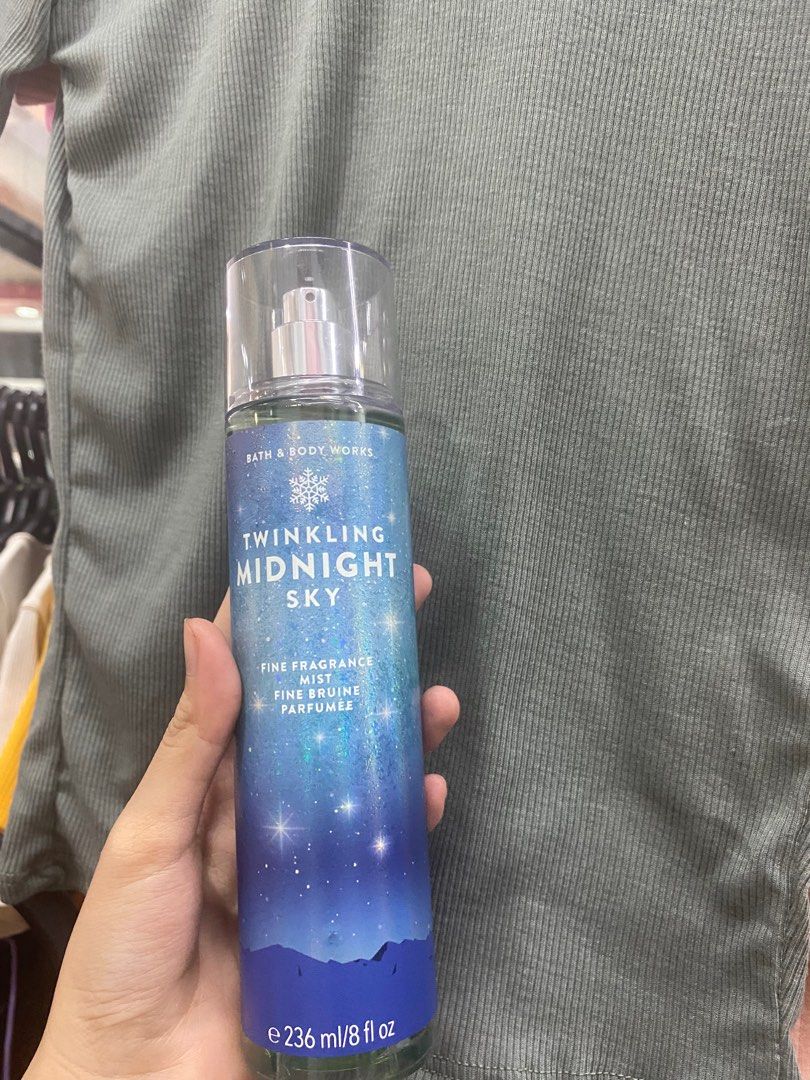 BATH & BODY WORKS
TWINKLING
MIDNIGHT
SKY
FINE FRAGRANCE
MIST
FINE BRUINE
PARFUMÉE
℮ 236 ml/8 fl oz